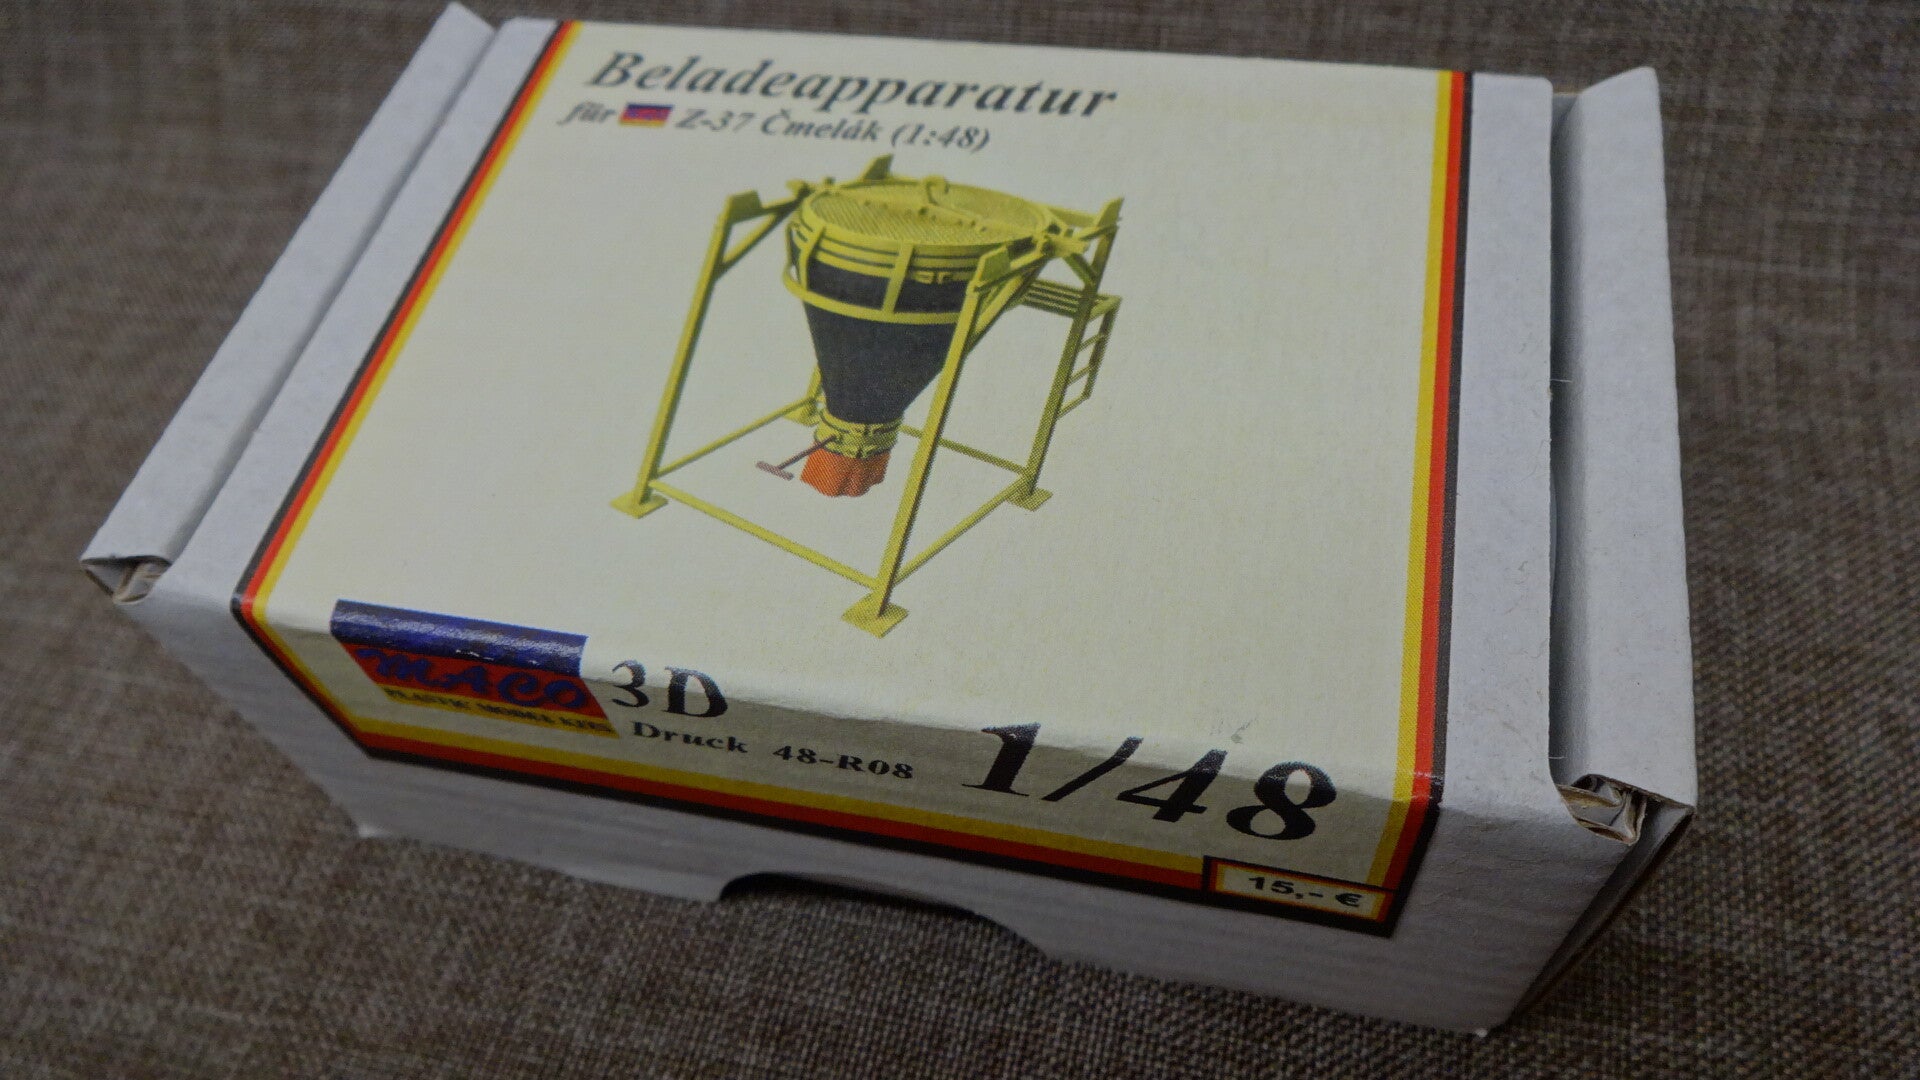 Beladeapparatur
für Z-37 Čmelák (1:48)
MACO
PLASTIC MODEL KITS
3D
Druck 48-R08
1/48
15,- €